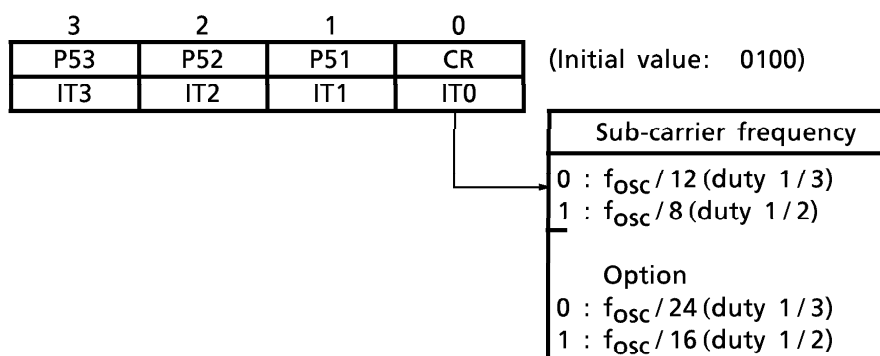 3 2 1 0
P53 P52 P51 CR (Initial value: 0100)
IT3 IT2 IT1 IT0
Sub-carrier frequency
0 : fosc / 12 (duty 1 / 3)
1 : fosc / 8 (duty 1 / 2)
Option
0 : fosc / 24 (duty 1 / 3)
1 : fosc / 16 (duty 1 / 2)